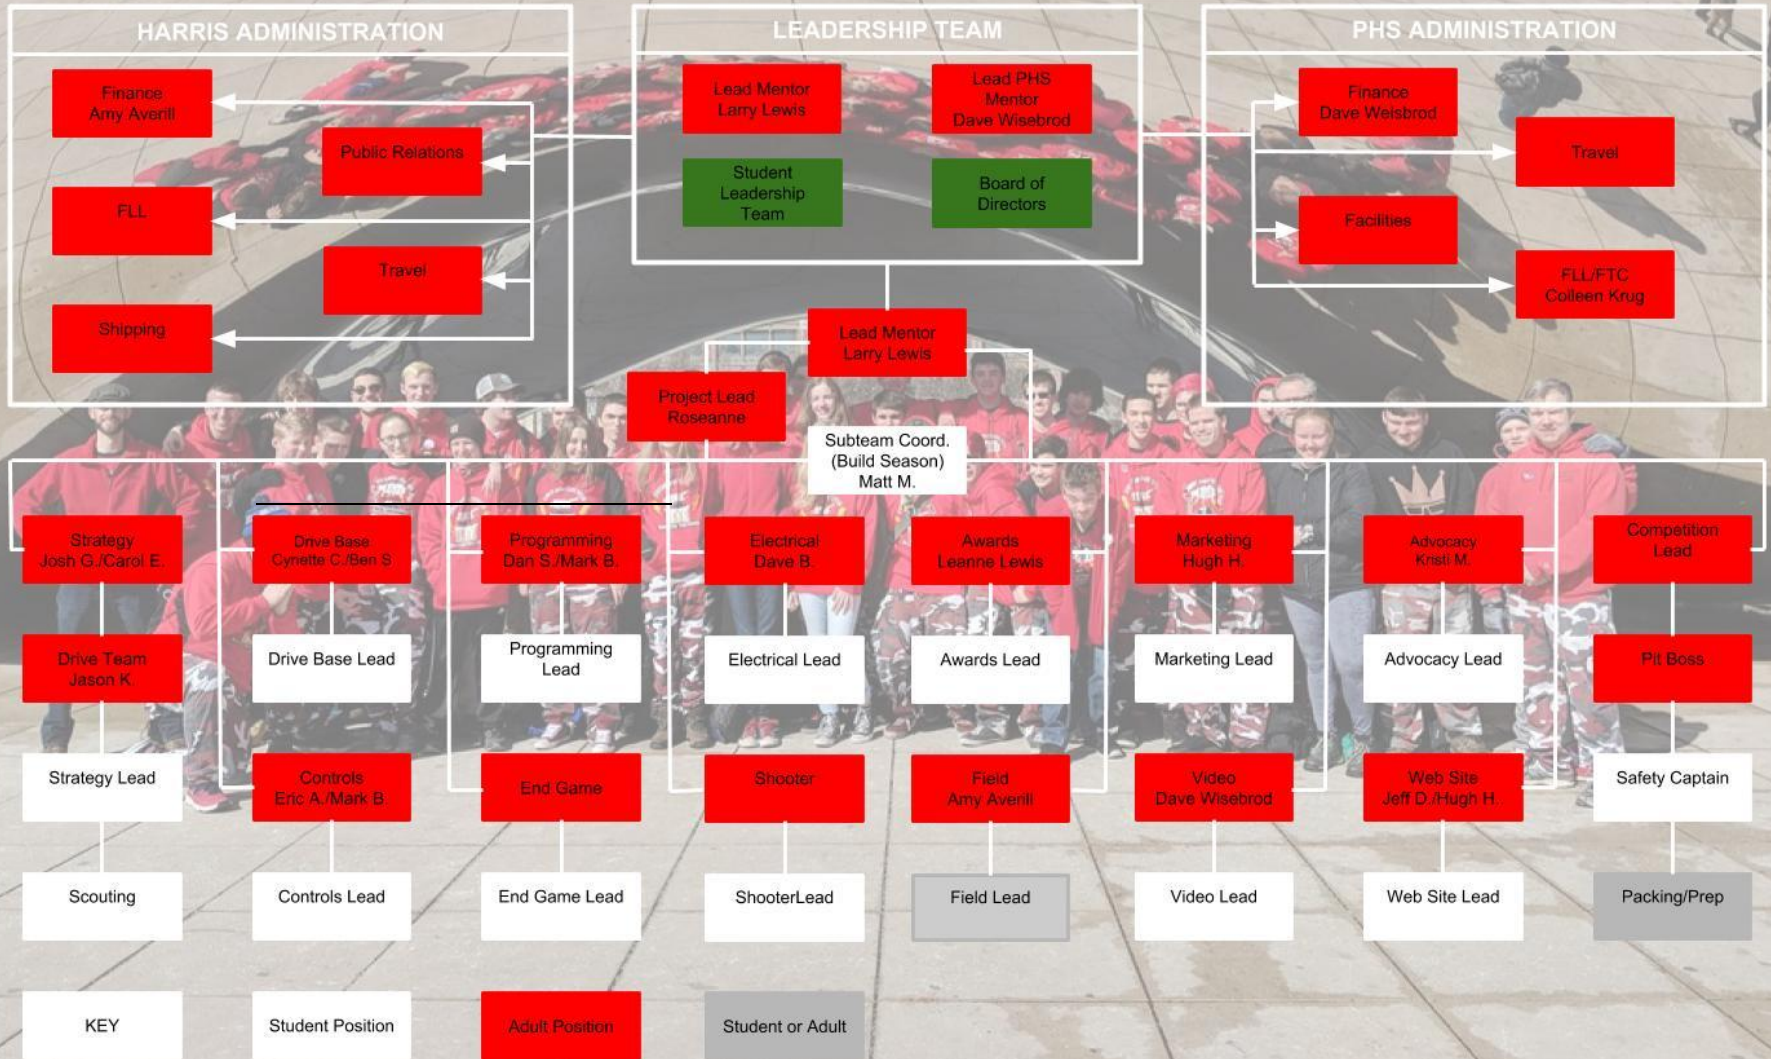 HARRIS ADMINISTRATION
Finance
Amy Averill
Public Relations
FLL
Travel
Shipping
LEADERSHIP TEAM
Lead Mentor
Larry Lewis
Lead PHS
Mentor
Dave Wisebrod
Student
Leadership
Team
Board of
Directors
PHS ADMINISTRATION
Finance
Dave Weisbrod
Travel
Facilities
FLL/FTC
Colleen Krug
Lead Mentor
Larry Lewis
Project Lead
Roseanne
Subteam Coord.
(Build Season)
Matt M.
Strategy
Josh G./Carol E.
Drive Base
Cynette C./Ben S
Programming
Dan S./Mark B.
Electrical
Dave B.
Awards
Leanne Lewis
Marketing
Hugh H.
Advocacy
Kristi M.
Competition
Lead
Drive Team
Jason K.
Drive Base Lead
Programming
Lead
Electrical Lead
Awards Lead
Marketing Lead
Advocacy Lead
Pit Boss
Strategy Lead
Controls
Eric A./Mark B.
End Game
Shooter
Field
Amy Averill
Video
Dave Wisebrod
Web Site
Jeff D./Hugh H.
Safety Captain
Scouting
Controls Lead
End Game Lead
ShooterLead
Field Lead
Video Lead
Web Site Lead
Packing/Prep
KEY
Student Position
Adult Position
Student or Adult